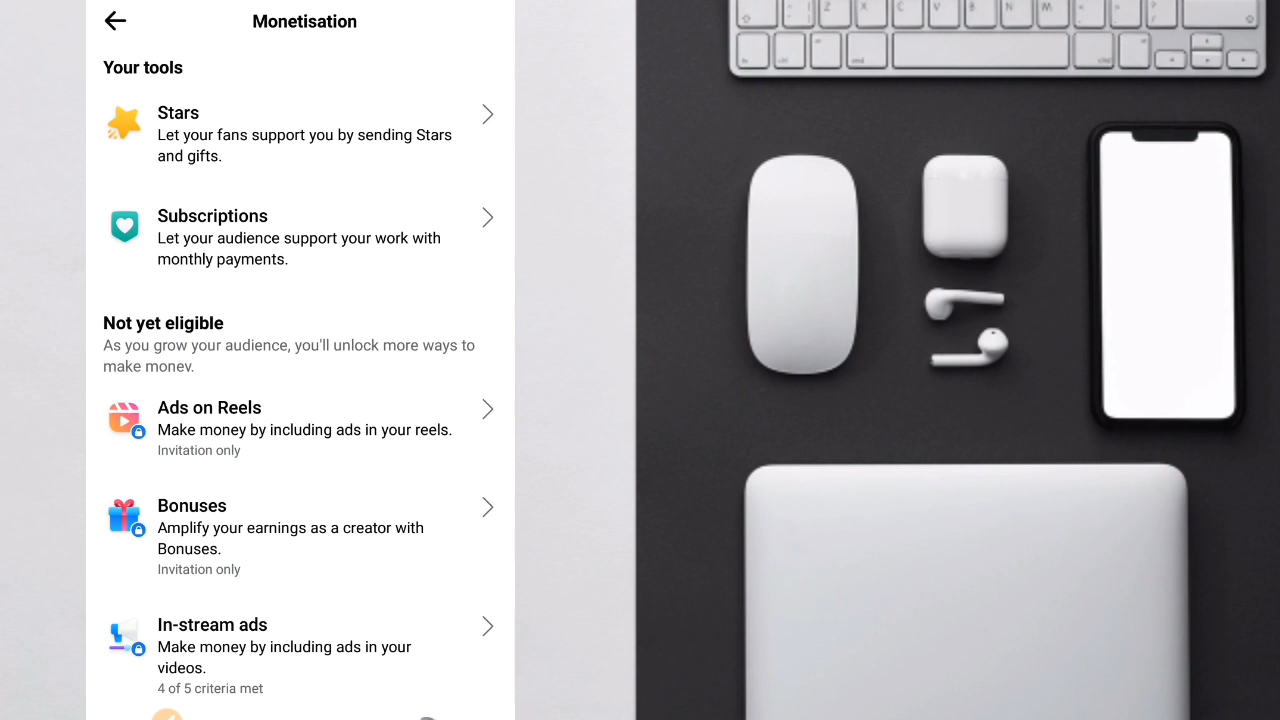 Monetisation
Your tools
Stars
Let your fans support you by sending Stars
and gifts.
Subscriptions
Let your audience support your work with
monthly payments.
Not yet eligible
As you grow your audience, you'll unlock more ways to
make money.
Ads on Reels
Make money by including ads in your reels.
Invitation only
Bonuses
Amplify your earnings as a creator with
Bonuses.
Invitation only
In-stream ads
Make money by including ads in your
videos.
4 of 5 criteria met